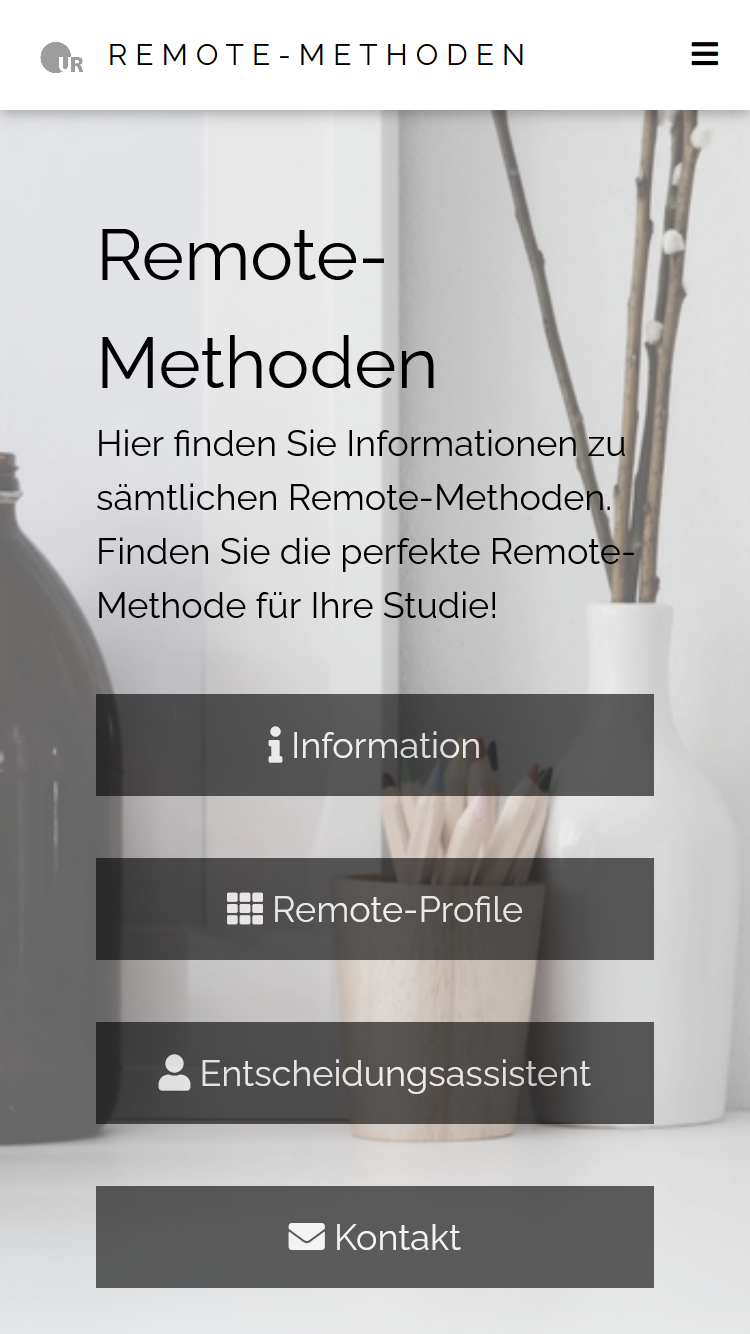 UR REMOTE-METHODEN
Remote-
Methoden
Hier finden Sie Informationen zu
sämtlichen Remote-Methoden.
Finden Sie die perfekte Remote-
Methode für Ihre Studie!
Information
Remote-Profile
Entscheidungsassistent
Kontakt